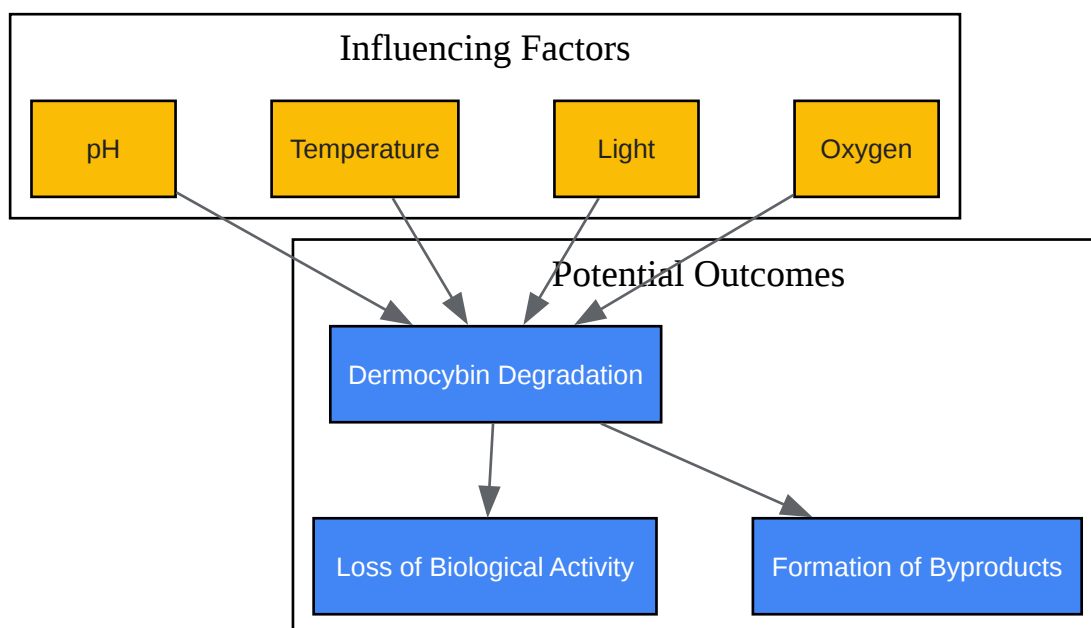 Influencing Factors
pH
Temperature
Light
Oxygen
Potential Outcomes
Dermocybin Degradation
Loss of Biological Activity
Formation of Byproducts